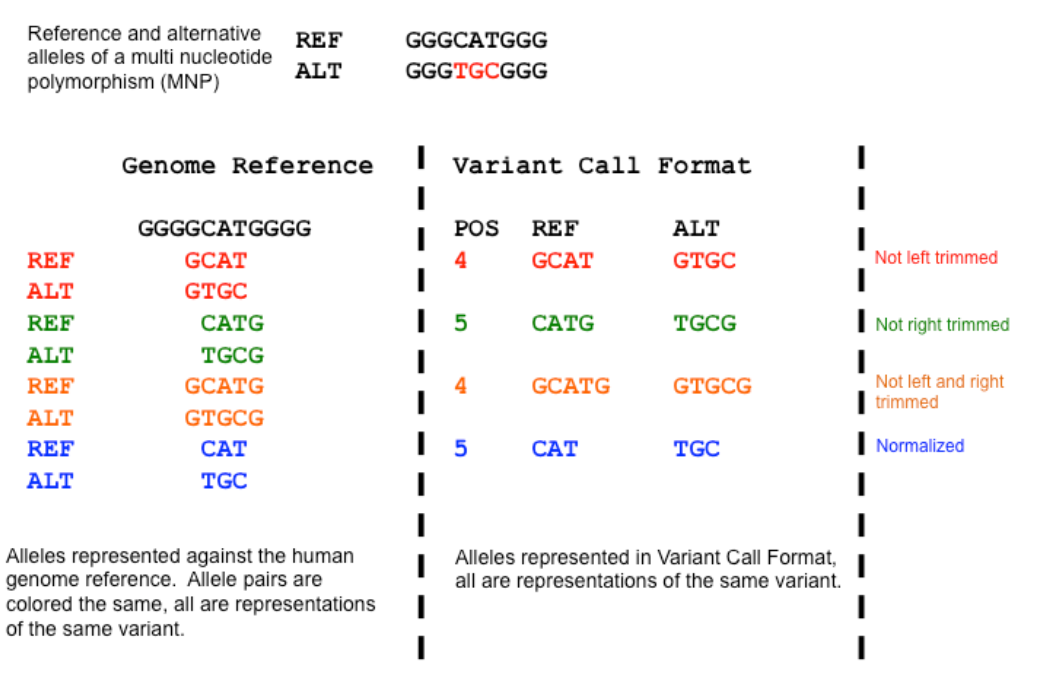 Reference and alternative
alleles of a multi nucleotide
polymorphism (MNP)
REF GGGCATGGG
ALT GGGTGCGGG
Genome Reference
GGGGCATGGGG
REF GCAT
ALT GTGC
REF CATG
ALT TGCG
REF GCATG
ALT GTGCG
REF CAT
ALT TGC
Alleles represented against the human
genome reference. Allele pairs are
colored the same, all are representations
of the same variant.
Variant Call Format
POS REF ALT
4 GCAT GTGC
5 CATG TGCG
4 GCATG GTGCG
5 CAT TGC
Alleles represented in Variant Call Format,
all are representations of the same variant.
Not left trimmed
Not right trimmed
Not left and right
trimmed
Normalized